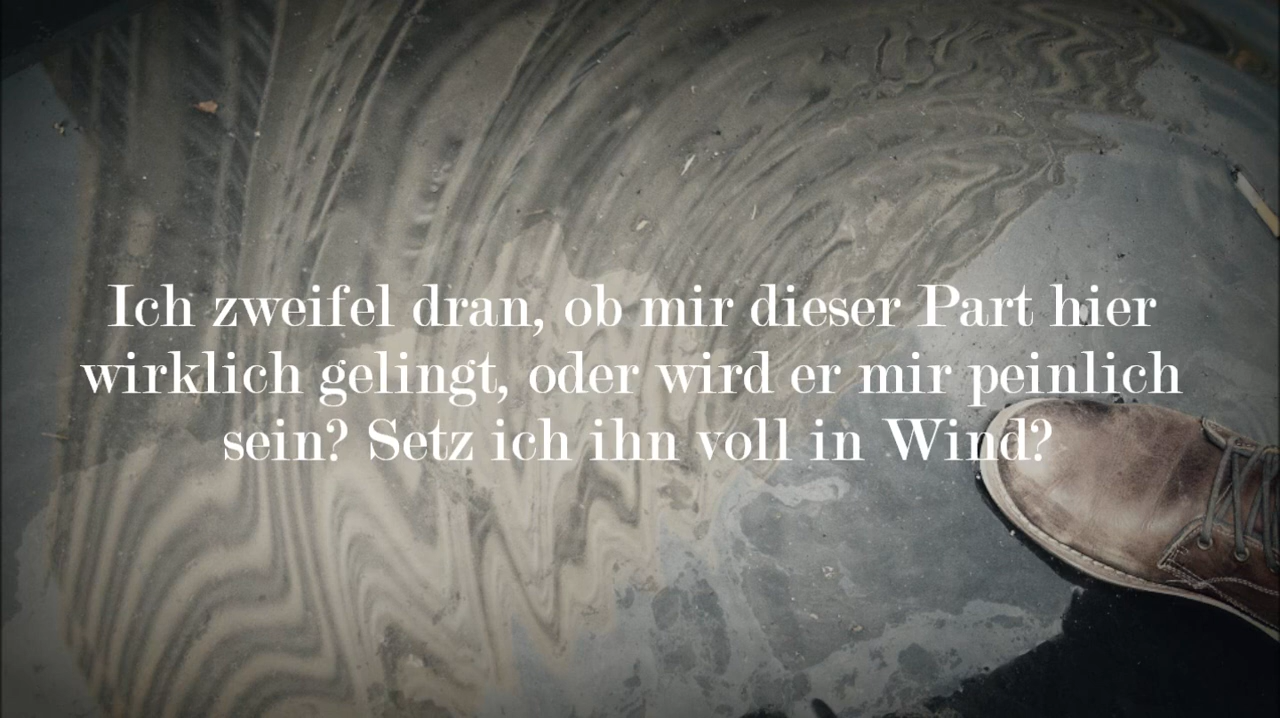 Ich zweifel dran, ob mir dieser Part hier
wirklich gelingt, oder wird er mir peinlich
sein? Setz ich ihn voll in Wind?